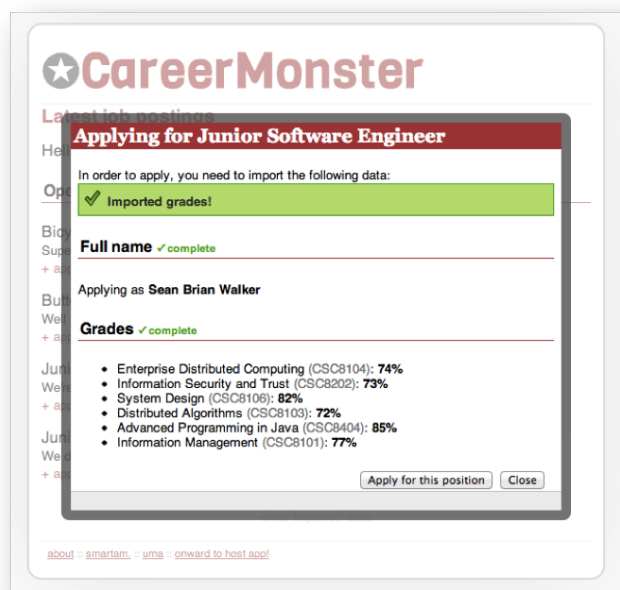 CareerMonster
Latest job postings
Applying for Junior Software Engineer
Hell
In order to apply, you need to import the following data:
Imported grades!
Ope
Full name ✓ complete
Applying as Sean Brian Walker
Grades ✓ complete
Enterprise Distributed Computing (CSC8104): 74%
Information Security and Trust (CSC8202): 73%
System Design (CSC8106): 82%
Distributed Algorithms (CSC8103): 72%
Advanced Programming in Java (CSC8404): 85%
Information Management (CSC8101): 77%
Apply for this position Close
about :: smartam. :: uma :: onward to host app!